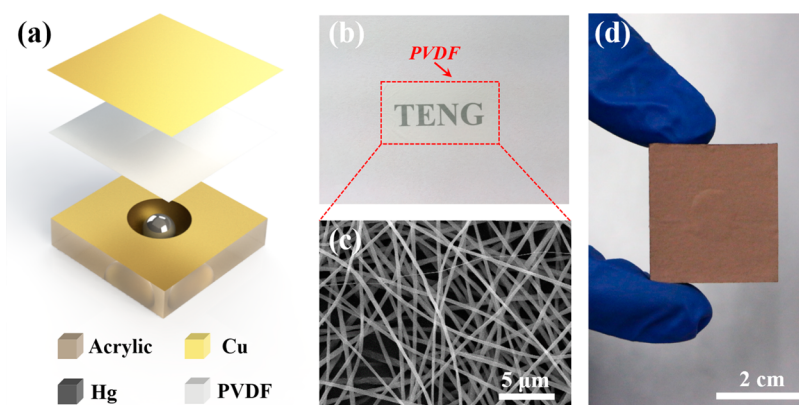 (a)
Acrylic
Cu
Hg
PVDF
(b)
PVDF
TENG
(c)
5 μm
(d)
2 cm